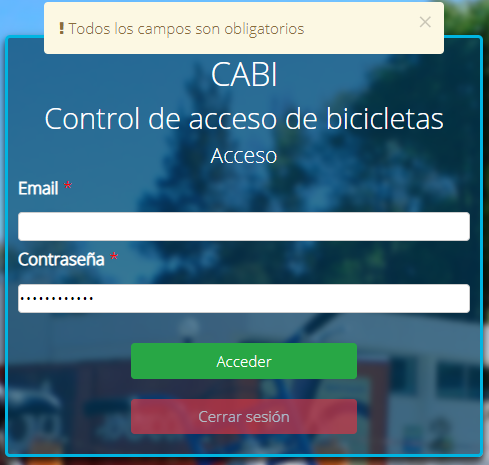 ! Todos los campos son obligatorios ×
CABI
Control de acceso de bicicletas
Acceso
Email *
Contraseña *
••••••••••••
Acceder
Cerrar sesión